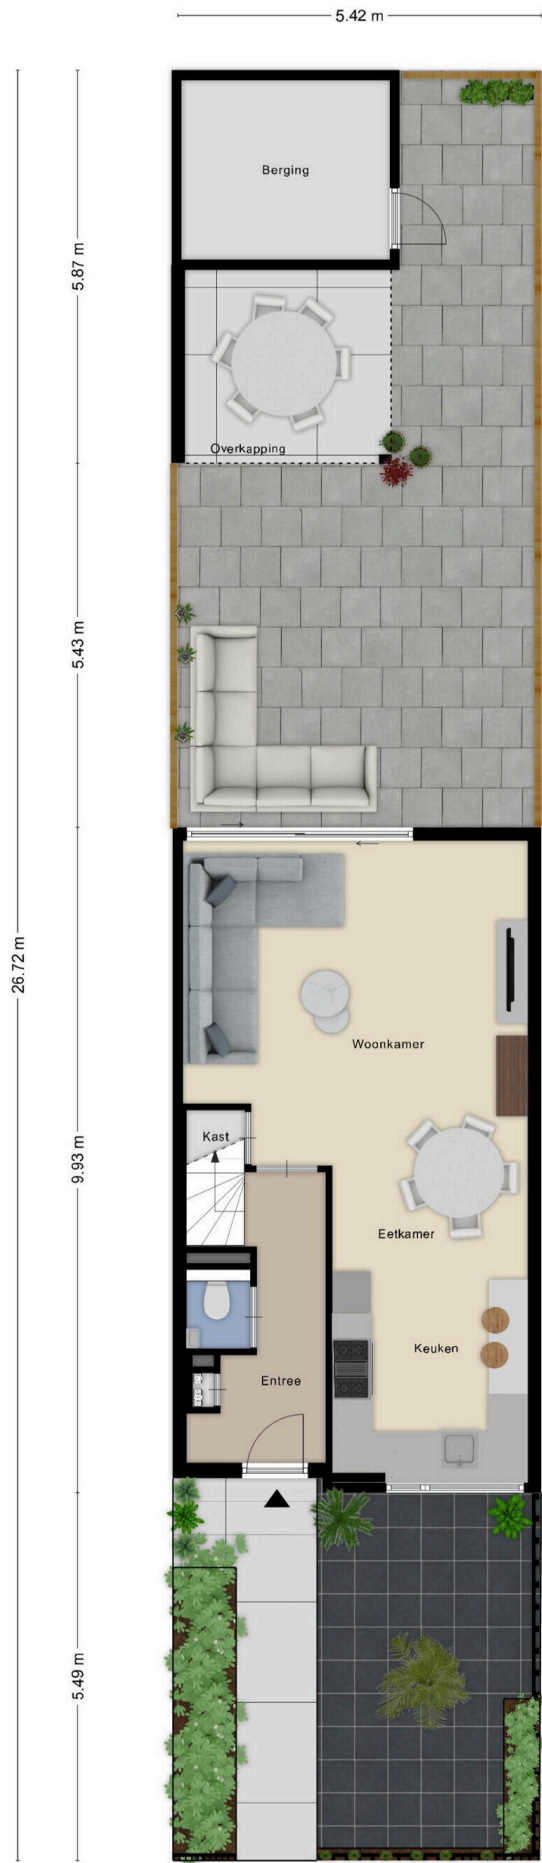 5.42 m
Berging
5.87 m
Overkapping
5.43 m
26.72 m
Woonkamer
Kast
9.93 m
Eetkamer
Keuken
Entree
5.49 m